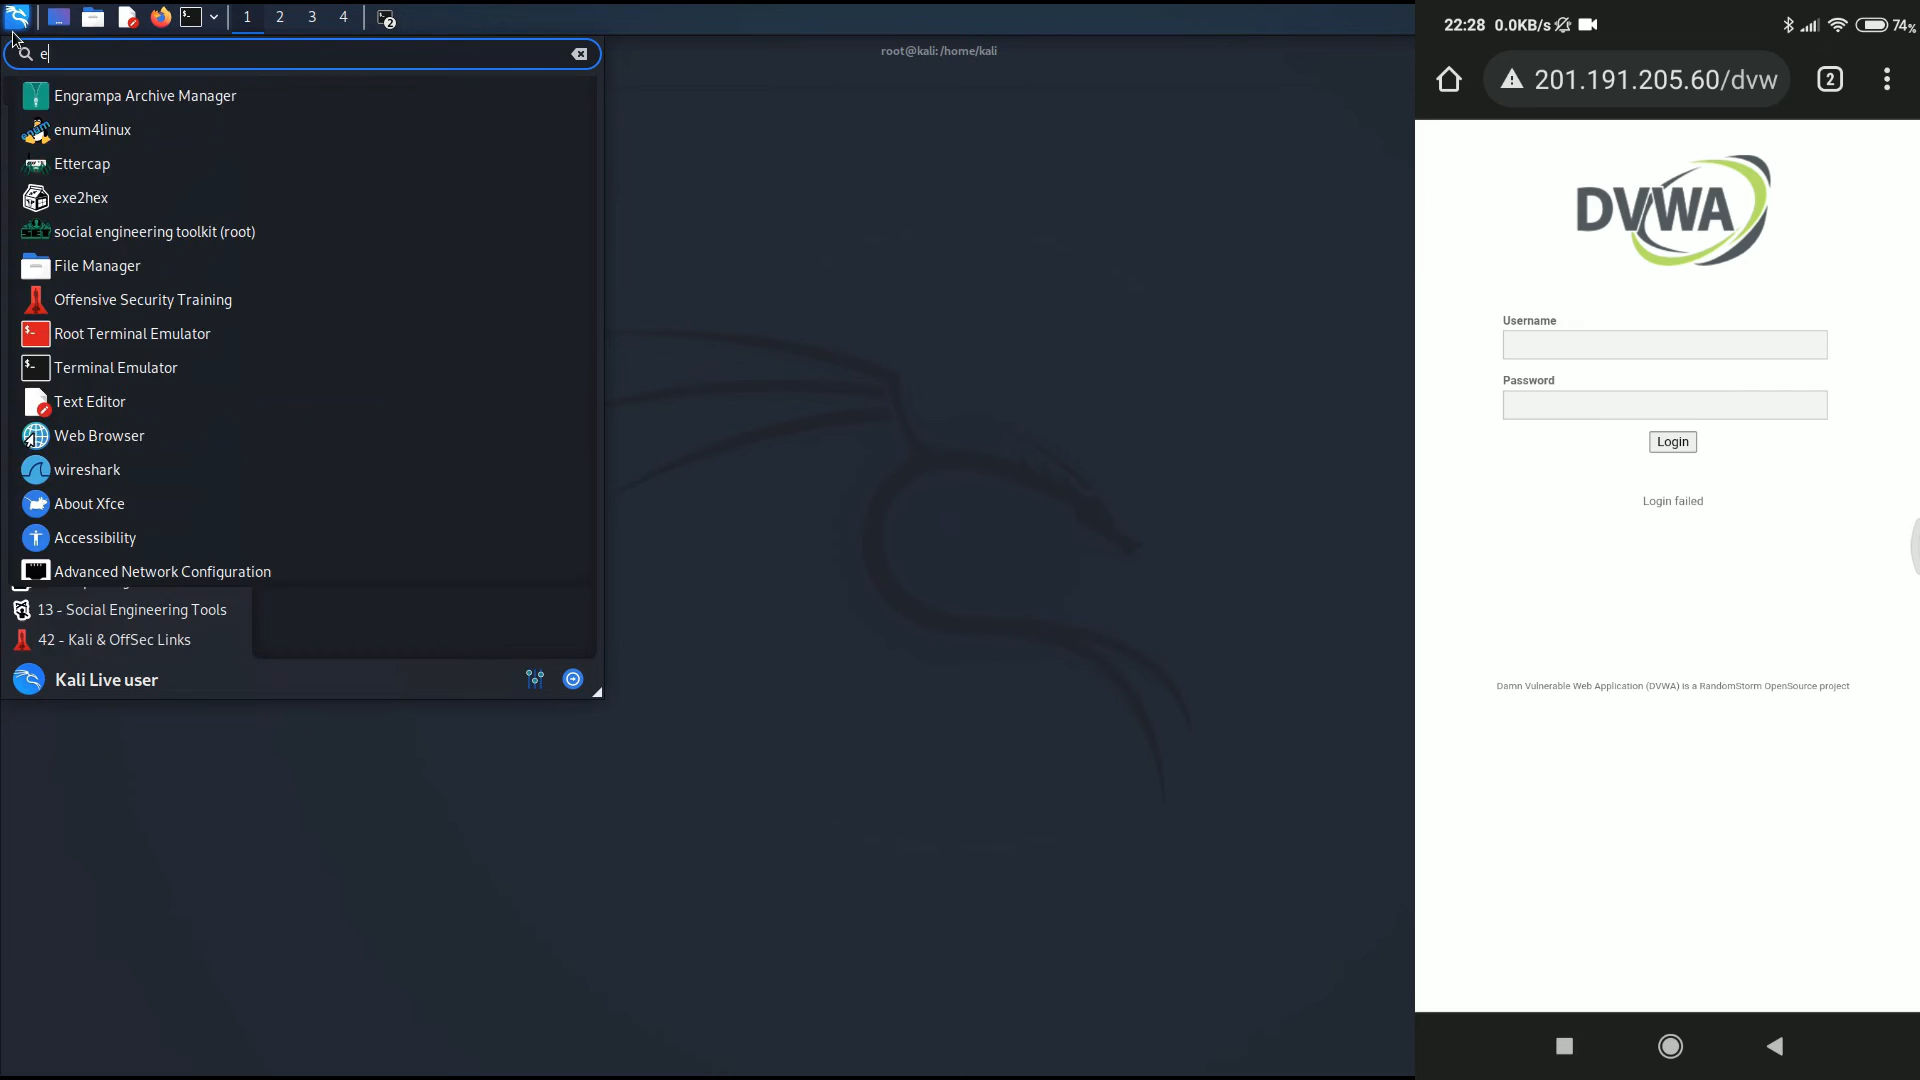 1 2 3 4 2
e
root@kali: /home/kali
Engrampa Archive Manager
enum4linux
Ettercap
exe2hex
social engineering toolkit (root)
File Manager
Offensive Security Training
Root Terminal Emulator
Terminal Emulator
Text Editor
Web Browser
wireshark
About Xfce
Accessibility
Advanced Network Configuration
13 - Social Engineering Tools
42 - Kali & OffSec Links
Kali Live user
22:28 0.0KB/s 74%
201.191.205.60/dvw 2
DVWA
Username
Password
Login
Login failed
Damn Vulnerable Web Application (DVWA) is a RandomStorm OpenSource project